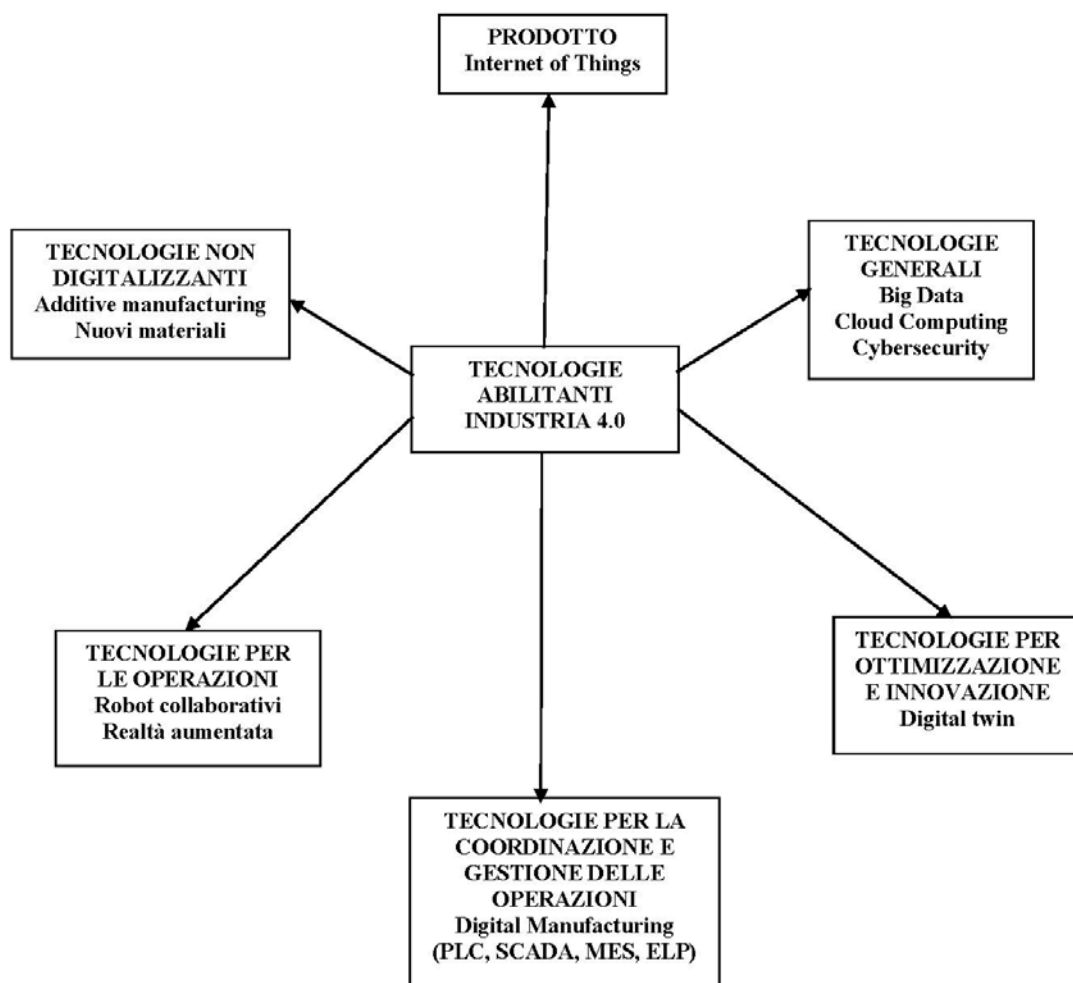 PRODOTTO
Internet of Things
TECNOLOGIE NON
DIGITALIZZANTI
Additive manufacturing
Nuovi materiali
TECNOLOGIE
GENERALI
Big Data
Cloud Computing
Cybersecurity
TECNOLOGIE
ABILITANTI
INDUSTRIA 4.0
TECNOLOGIE PER
LE OPERAZIONI
Robot collaborativi
Realtà aumentata
TECNOLOGIE PER
OTTIMIZZAZIONE
E INNOVAZIONE
Digital twin
TECNOLOGIE PER LA
COORDINAZIONE E
GESTIONE DELLE
OPERAZIONI
Digital Manufacturing
(PLC, SCADA, MES, ELP)